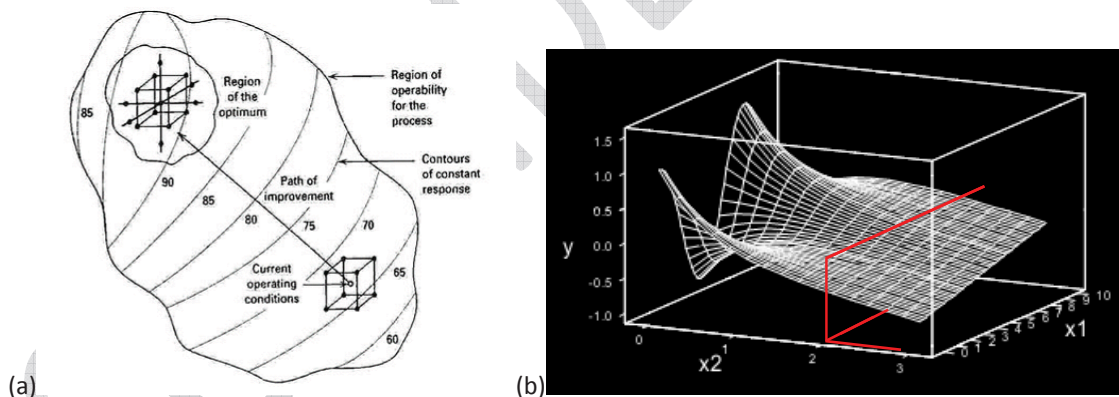 Region
of the
optimum
Region of
operability
for the
process
85
Contours
of constant
response
90
Path of
improvement
85
80
75
70
Current
operating
conditions
65
60
(a)
1.5
1.0
0.5
0.0
-0.5
-1.0
y
0
1
2
3
x2
0 1 2 3 4 5 6 7 8 9 10
x1
(b)